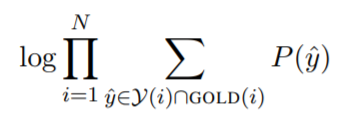 log ∏_{i=1}^{N} ∑_{ŷ∈𝒴(i)∩GOLD(i)} P(ŷ)